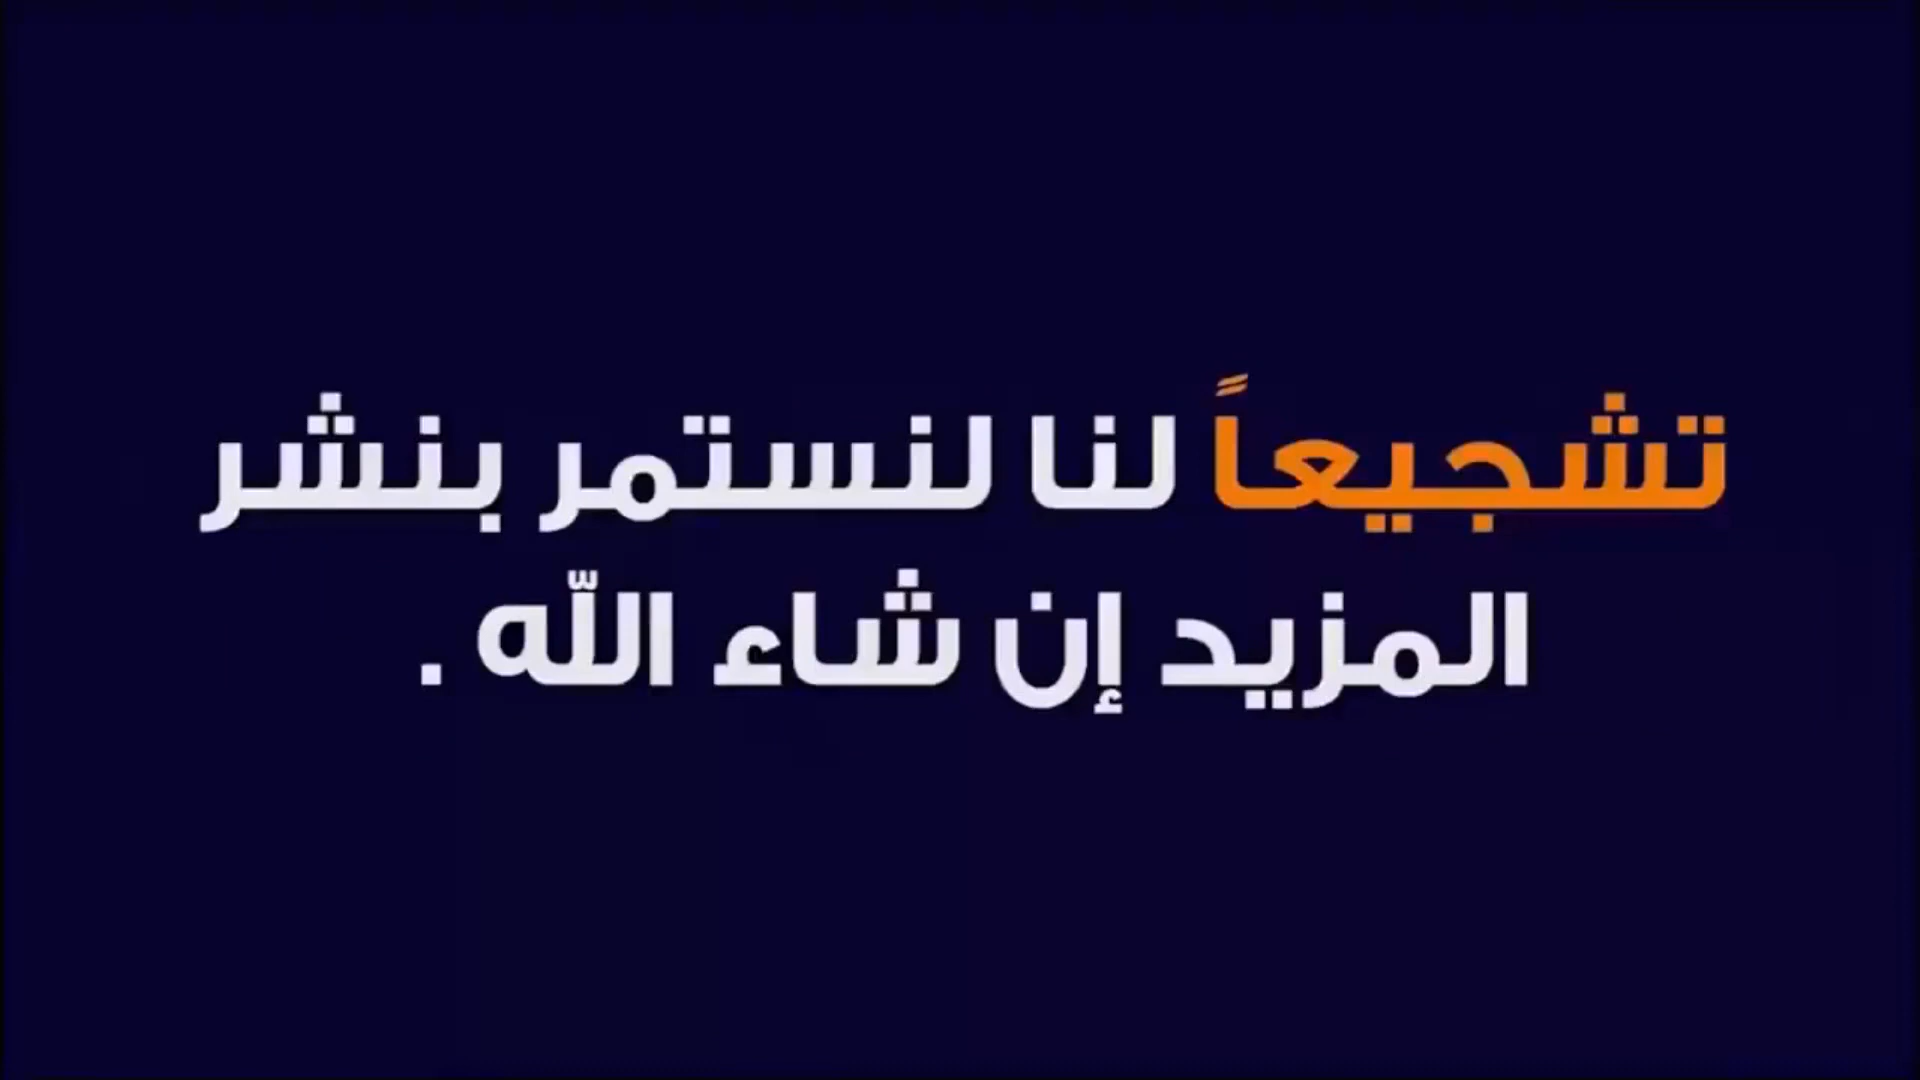 تشجيعاً لنا لنستمر بنشر
المزيد إن شاء اللّه .